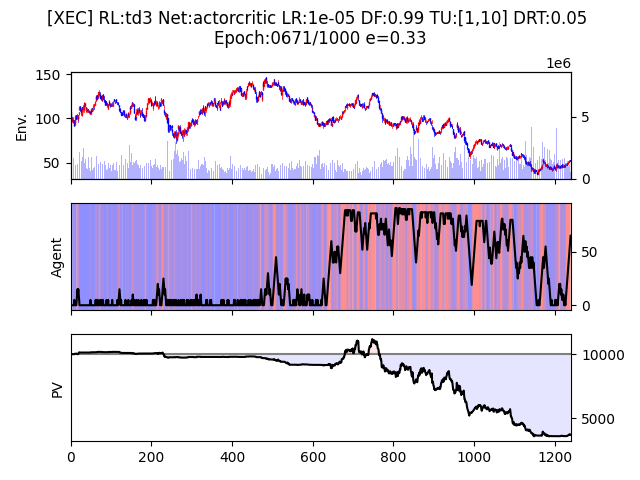 [XEC] RL:td3 Net:actorcritic LR:1e-05 DF:0.99 TU:[1,10] DRT:0.05
Epoch:0671/1000 e=0.33
1e6
150
100
50
Env.
5
0
Agent
50
0
PV
10000
5000
0 200 400 600 800 1000 1200